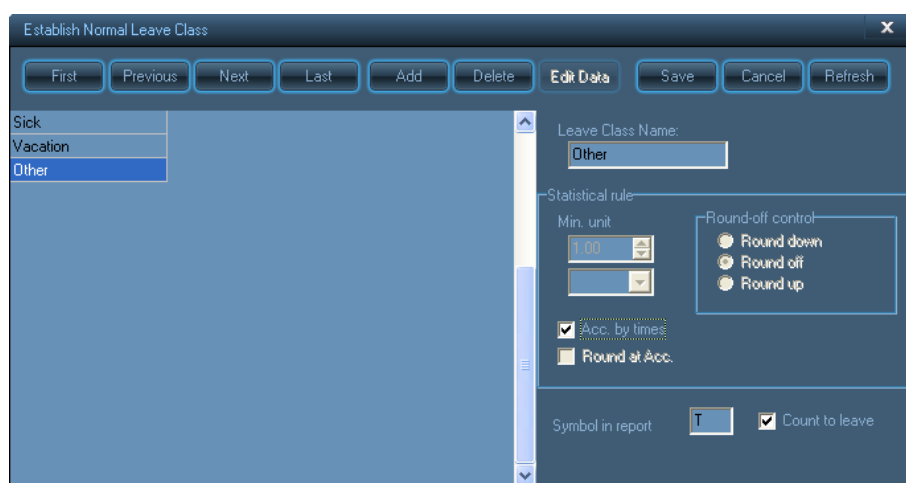 Establish Normal Leave Class X
First Previous Next Last Add Delete Edit Data Save Cancel Refresh
Sick
Vacation
Other
Leave Class Name:
Other
Statistical rule
Min. unit
1.00
Round-off control
Round down
Round off
Round up
Acc. by times
Round at Acc.
Symbol in report T Count to leave